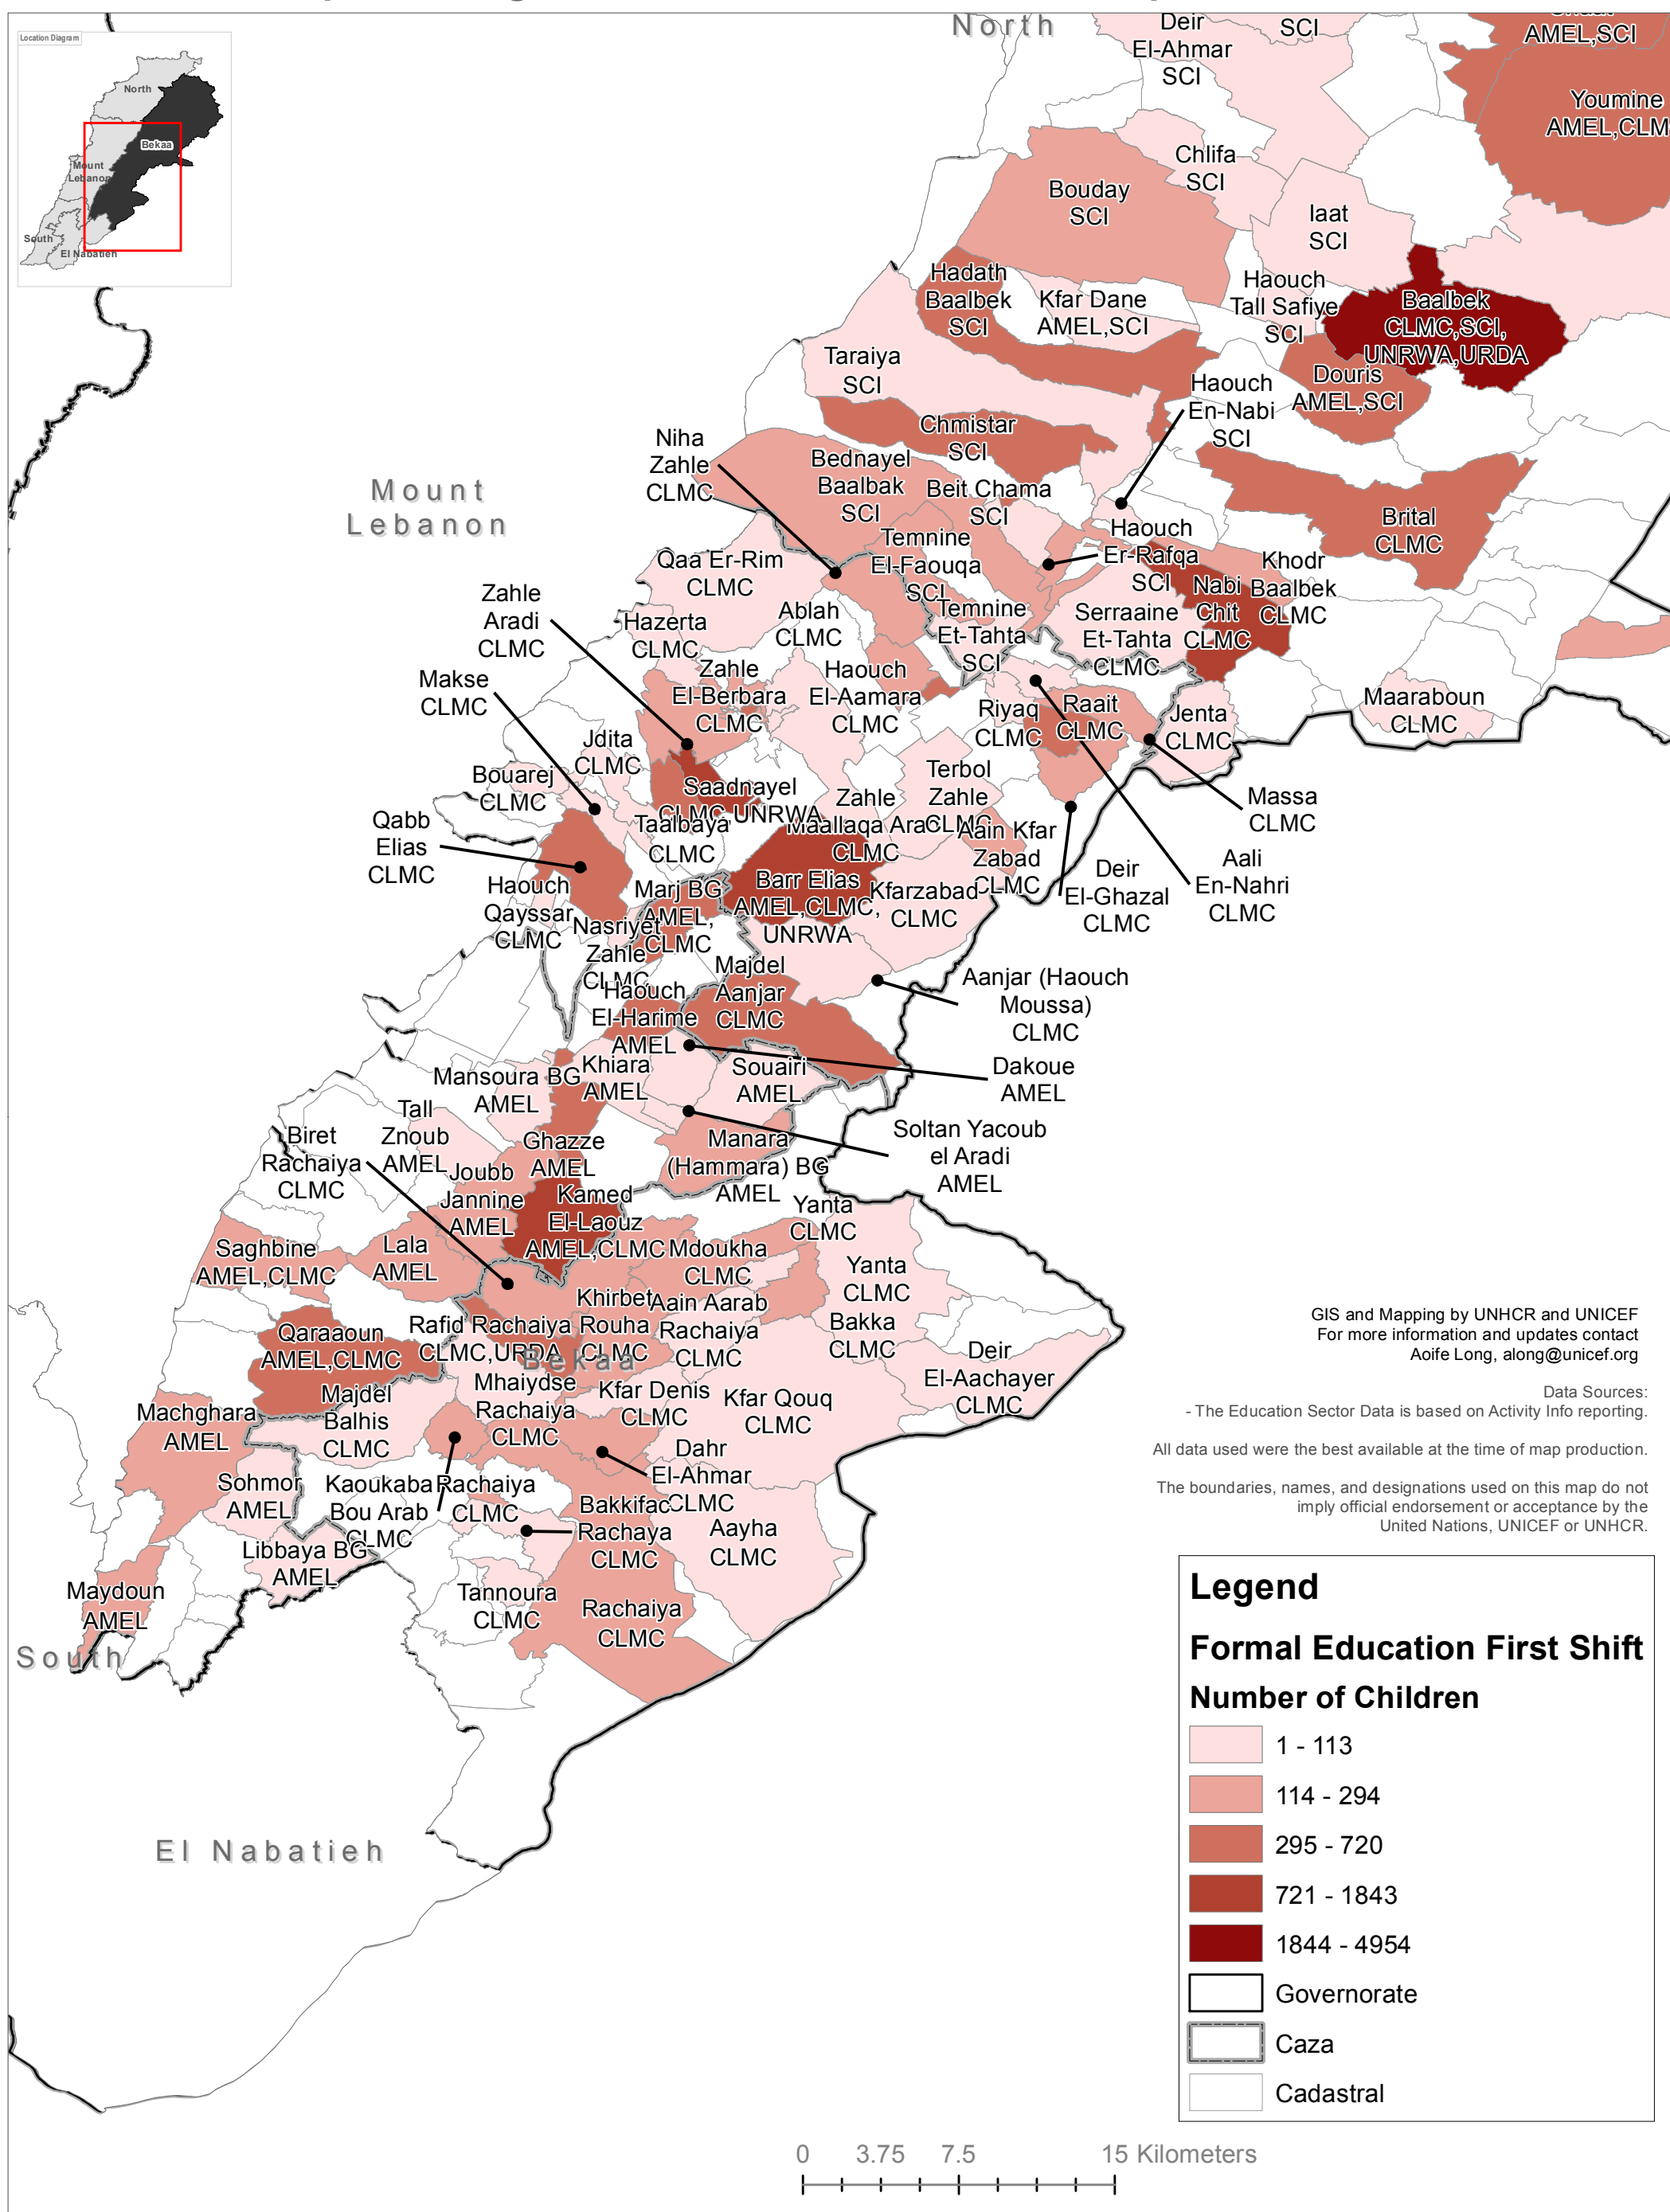 Location Diagram
North
Bekaa
Mount
Lebanon
South
El Nabatieh
North
Deir
El-Ahmar
SCI
SCI
AMEL,SCI
Youmine
AMEL,CLM
Chlifa
SCI
Bouday
SCI
Iaat
SCI
Hadath
Baalbek
SCI
Kfar Dane
AMEL,SCI
Haouch
Tall Safiye
SCI
Baalbek
CLMC,SCI,
UNRWA,URDA
Taraiya
SCI
Douris
AMEL,SCI
Haouch
En-Nabi
SCI
Chmistar
SCI
Niha
Zahle
CLMC
Bednayel
Baalbak
SCI
Beit Chama
SCI
Mount
Lebanon
Brital
CLMC
Temnine
El-Faouqa
SCI
Haouch
Er-Rafqa
SCI
Khodr
Baalbek
CLMC
Nabi
Chit
CLMC
Qaa Er-Rim
CLMC
Zahle
Aradi
CLMC
Ablah
CLMC
Hazerta
CLMC
Temnine
Et-Tahta
SCI
Serraaine
Et-Tahta
CLMC
Makse
CLMC
Zahle
El-Berbara
CLMC
Haouch
El-Aamara
CLMC
Riyaq
CLMC
Raait
CLMC
Jenta
CLMC
Maaraboun
CLMC
Jdita
CLMC
Bouarej
CLMC
Saadnayel
CLMC,UNRWA
Terbol
Zahle
CLMC
Zahle
Maallaqa Arad
CLMC
Massa
CLMC
Qabb
Elias
CLMC
Taalbaya
CLMC
Aain Kfar
Zabad
CLMC
Deir
El-Ghazal
CLMC
Aali
En-Nahri
CLMC
Haouch
Qayssar
CLMC
Marj BG
AMEL,
CLMC
Barr Elias
AMEL,CLMC,
UNRWA
Kfarzabad
CLMC
Nasriyet
Zahle
CLMC
Majdel
Aanjar
CLMC
Aanjar (Haouch
Moussa)
CLMC
Haouch
El-Harime
AMEL
Dakoue
AMEL
Souairi
AMEL
Khiara
AMEL
Mansoura BG
AMEL
Tall
Znoub
AMEL
Biret
Rachaiya
CLMC
Soltan Yacoub
el Aradi
AMEL
Ghazze
AMEL
Manara
(Hammara) BG
AMEL
Joubb
Jannine
AMEL
Kamed
El-Laouz
AMEL,CLMC
Yanta
CLMC
Saghbine
AMEL,CLMC
Lala
AMEL
Mdoukha
CLMC
Yanta
CLMC
Khirbet
Rouha
CLMC
Aain Aarab
Rachaiya
CLMC
Bakka
CLMC
Rafid Rachaiya
CLMC,URDA
Bekaa
Qaraaoun
AMEL,CLMC
Deir
El-Aachayer
CLMC
Majdel
Balhis
CLMC
Mhaiydse
Rachaiya
CLMC
Kfar Denis
CLMC
Kfar Qouq
CLMC
Machghara
AMEL
Dahr
El-Ahmar
CLMC
Sohmor
AMEL
Kaoukaba
Bou Arab
CLMC
Rachaiya
CLMC
Bakkifac
Rachaya
CLMC
Aayha
CLMC
Libbaya BG
AMEL
Maydoun
AMEL
Tannoura
CLMC
Rachaiya
CLMC
South
El Nabatieh
GIS and Mapping by UNHCR and UNICEF
For more information and updates contact
Aoife Long, along@unicef.org
Data Sources:
- The Education Sector Data is based on Activity Info reporting.
All data used were the best available at the time of map production.
The boundaries, names, and designations used on this map do not
imply official endorsement or acceptance by the
United Nations, UNICEF or UNHCR.
Legend
Formal Education First Shift
Number of Children
1 - 113
114 - 294
295 - 720
721 - 1843
1844 - 4954
Governorate
Caza
Cadastral
0 3.75 7.5 15 Kilometers